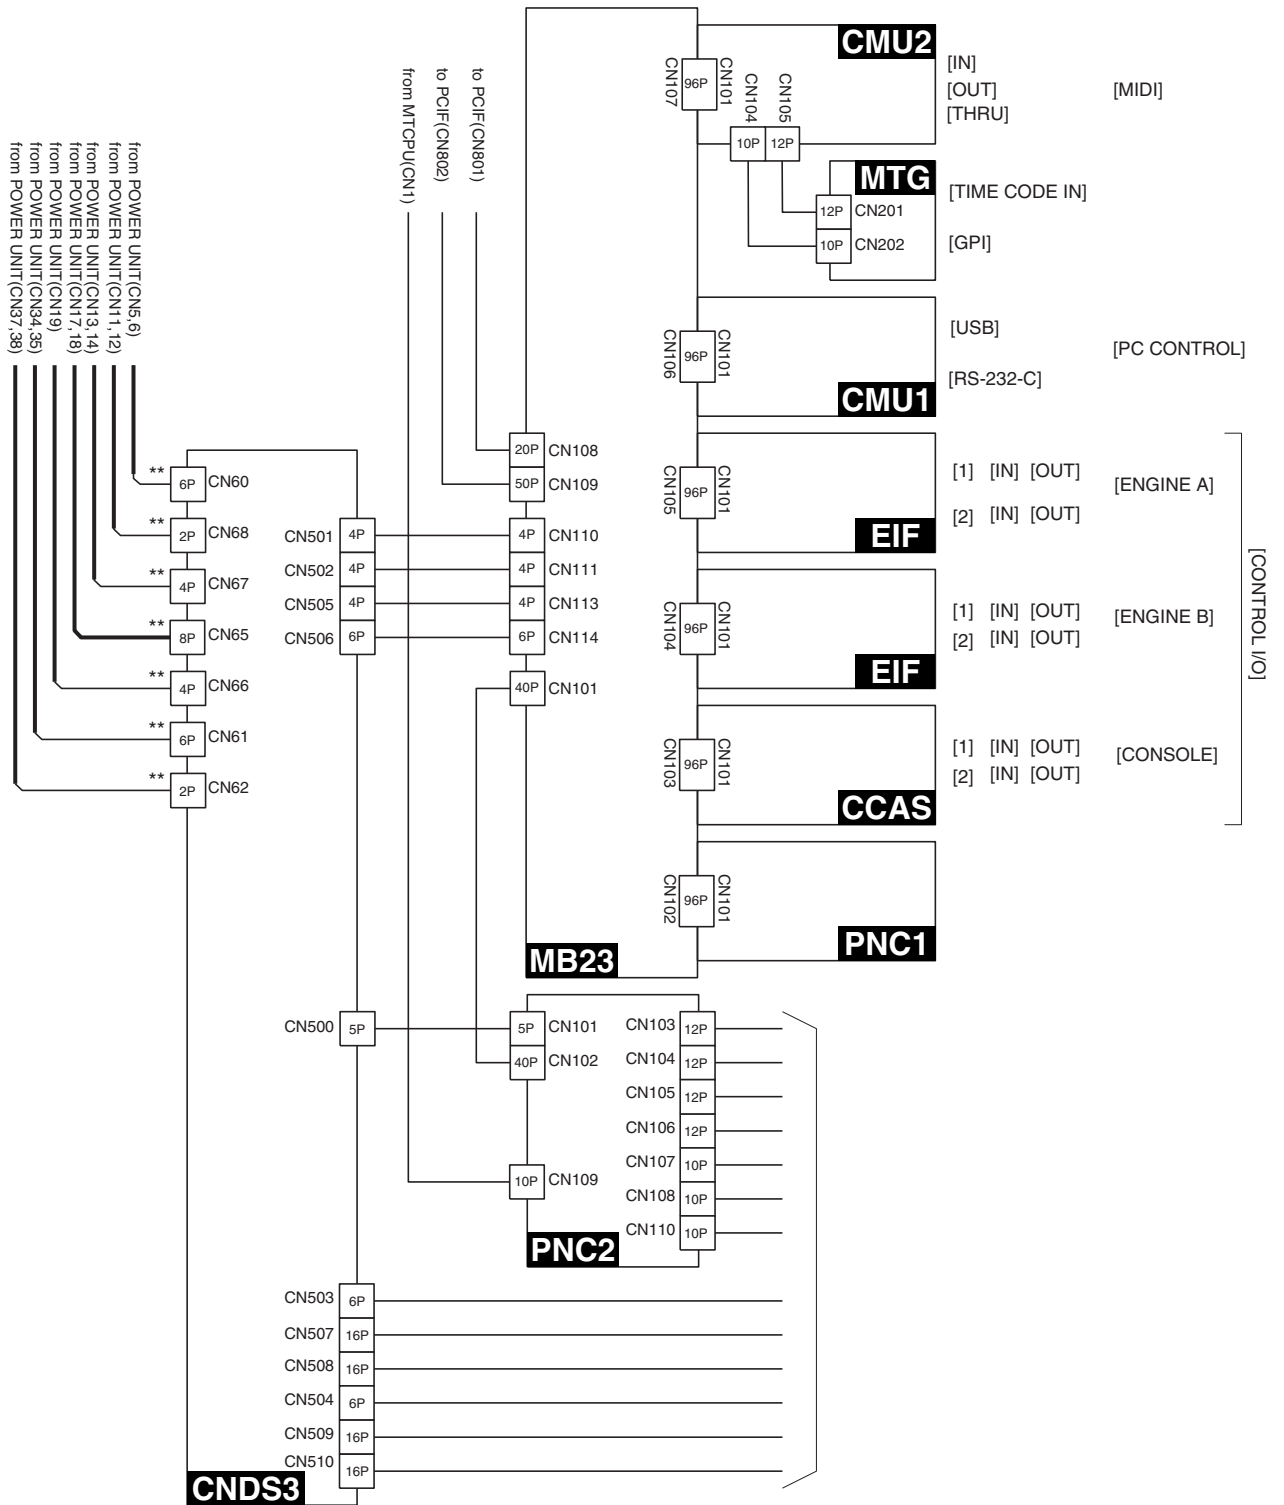 CMU2
[IN]
[OUT]
[THRU]
[MIDI]
CN107
96P
CN101
CN104
CN105
10P
12P
MTG
12P
CN201
10P
CN202
[TIME CODE IN]
[GPI]
CN106
96P
CN101
CMU1
[USB]
[RS-232-C]
[PC CONTROL]
from MTCPU(CN1)
to PCIF(CN802)
to PCIF(CN801)
from POWER UNIT(CN37,38)
from POWER UNIT(CN34,35)
from POWER UNIT(CN19)
from POWER UNIT(CN17,18)
from POWER UNIT(CN13,14)
from POWER UNIT(CN11,12)
from POWER UNIT(CN5,6)
** 6P CN60
** 2P CN68
** 4P CN67
** 8P CN65
** 4P CN66
** 6P CN61
** 2P CN62
CN501 4P
CN502 4P
CN505 4P
CN506 6P
20P CN108
50P CN109
4P CN110
4P CN111
4P CN113
6P CN114
40P CN101
CN105
96P
CN101
EIF
[1] [IN] [OUT]
[2] [IN] [OUT]
[ENGINE A]
CN104
96P
CN101
EIF
[1] [IN] [OUT]
[2] [IN] [OUT]
[ENGINE B]
CN103
96P
CN101
CCAS
[1] [IN] [OUT]
[2] [IN] [OUT]
[CONSOLE]
[CONTROL I/O]
CN102
96P
CN101
PNC1
MB23
CN500 5P
5P CN101
40P CN102
10P CN109
CN103 12P
CN104 12P
CN105 12P
CN106 12P
CN107 10P
CN108 10P
CN110 10P
PNC2
CN503 6P
CN507 16P
CN508 16P
CN504 6P
CN509 16P
CN510 16P
CNDS3